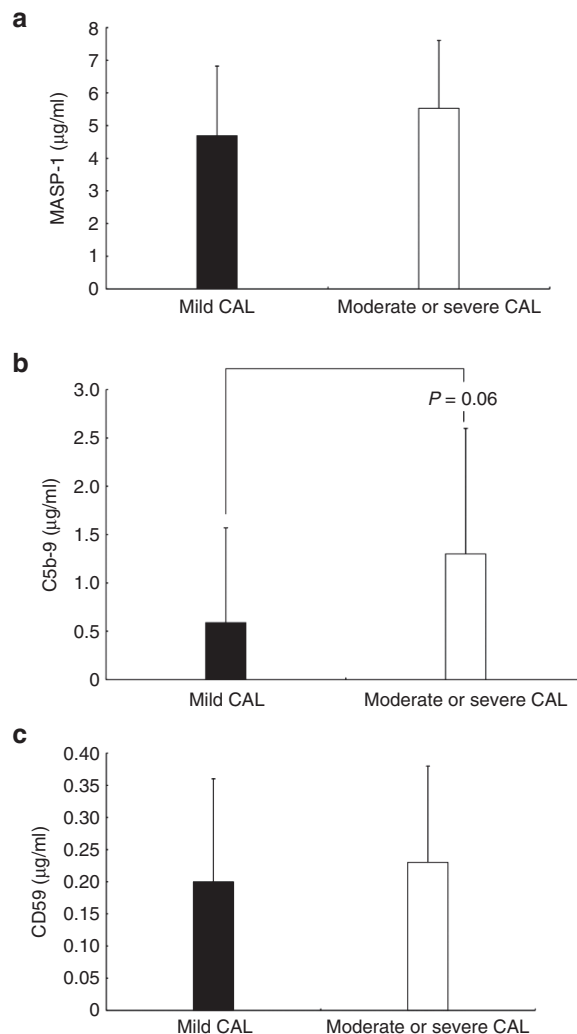 a
MASP-1 (µg/ml)
8
7
6
5
4
3
2
1
0
Mild CAL
Moderate or severe CAL
b
C5b-9 (µg/ml)
3.0
2.5
2.0
1.5
1.0
0.5
0
P = 0.06
Mild CAL
Moderate or severe CAL
c
CD59 (µg/ml)
0.40
0.35
0.30
0.25
0.20
0.15
0.10
0.05
0
Mild CAL
Moderate or severe CAL